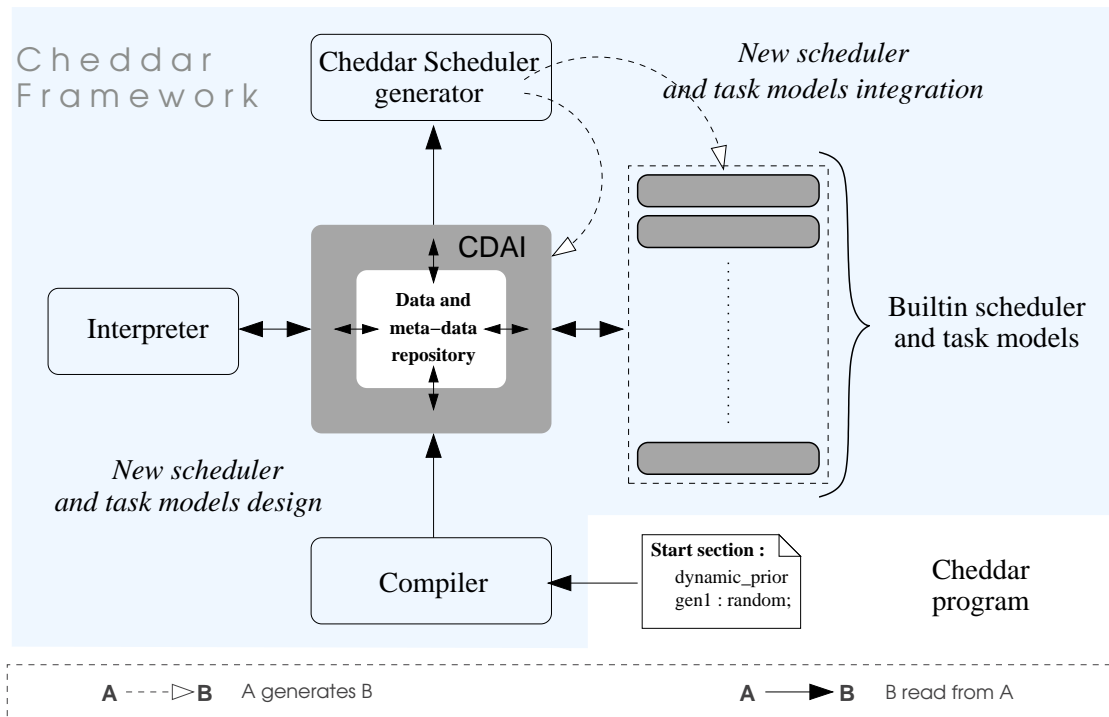 Cheddar
Framework
Cheddar Scheduler
generator
New scheduler
and task models integration
CDAI
Interpreter
Data and
meta−data
repository
Builtin scheduler
and task models
New scheduler
and task models design
Compiler
Start section :
dynamic_prior
gen1 : random;
Cheddar
program
A B A generates B
A B B read from A